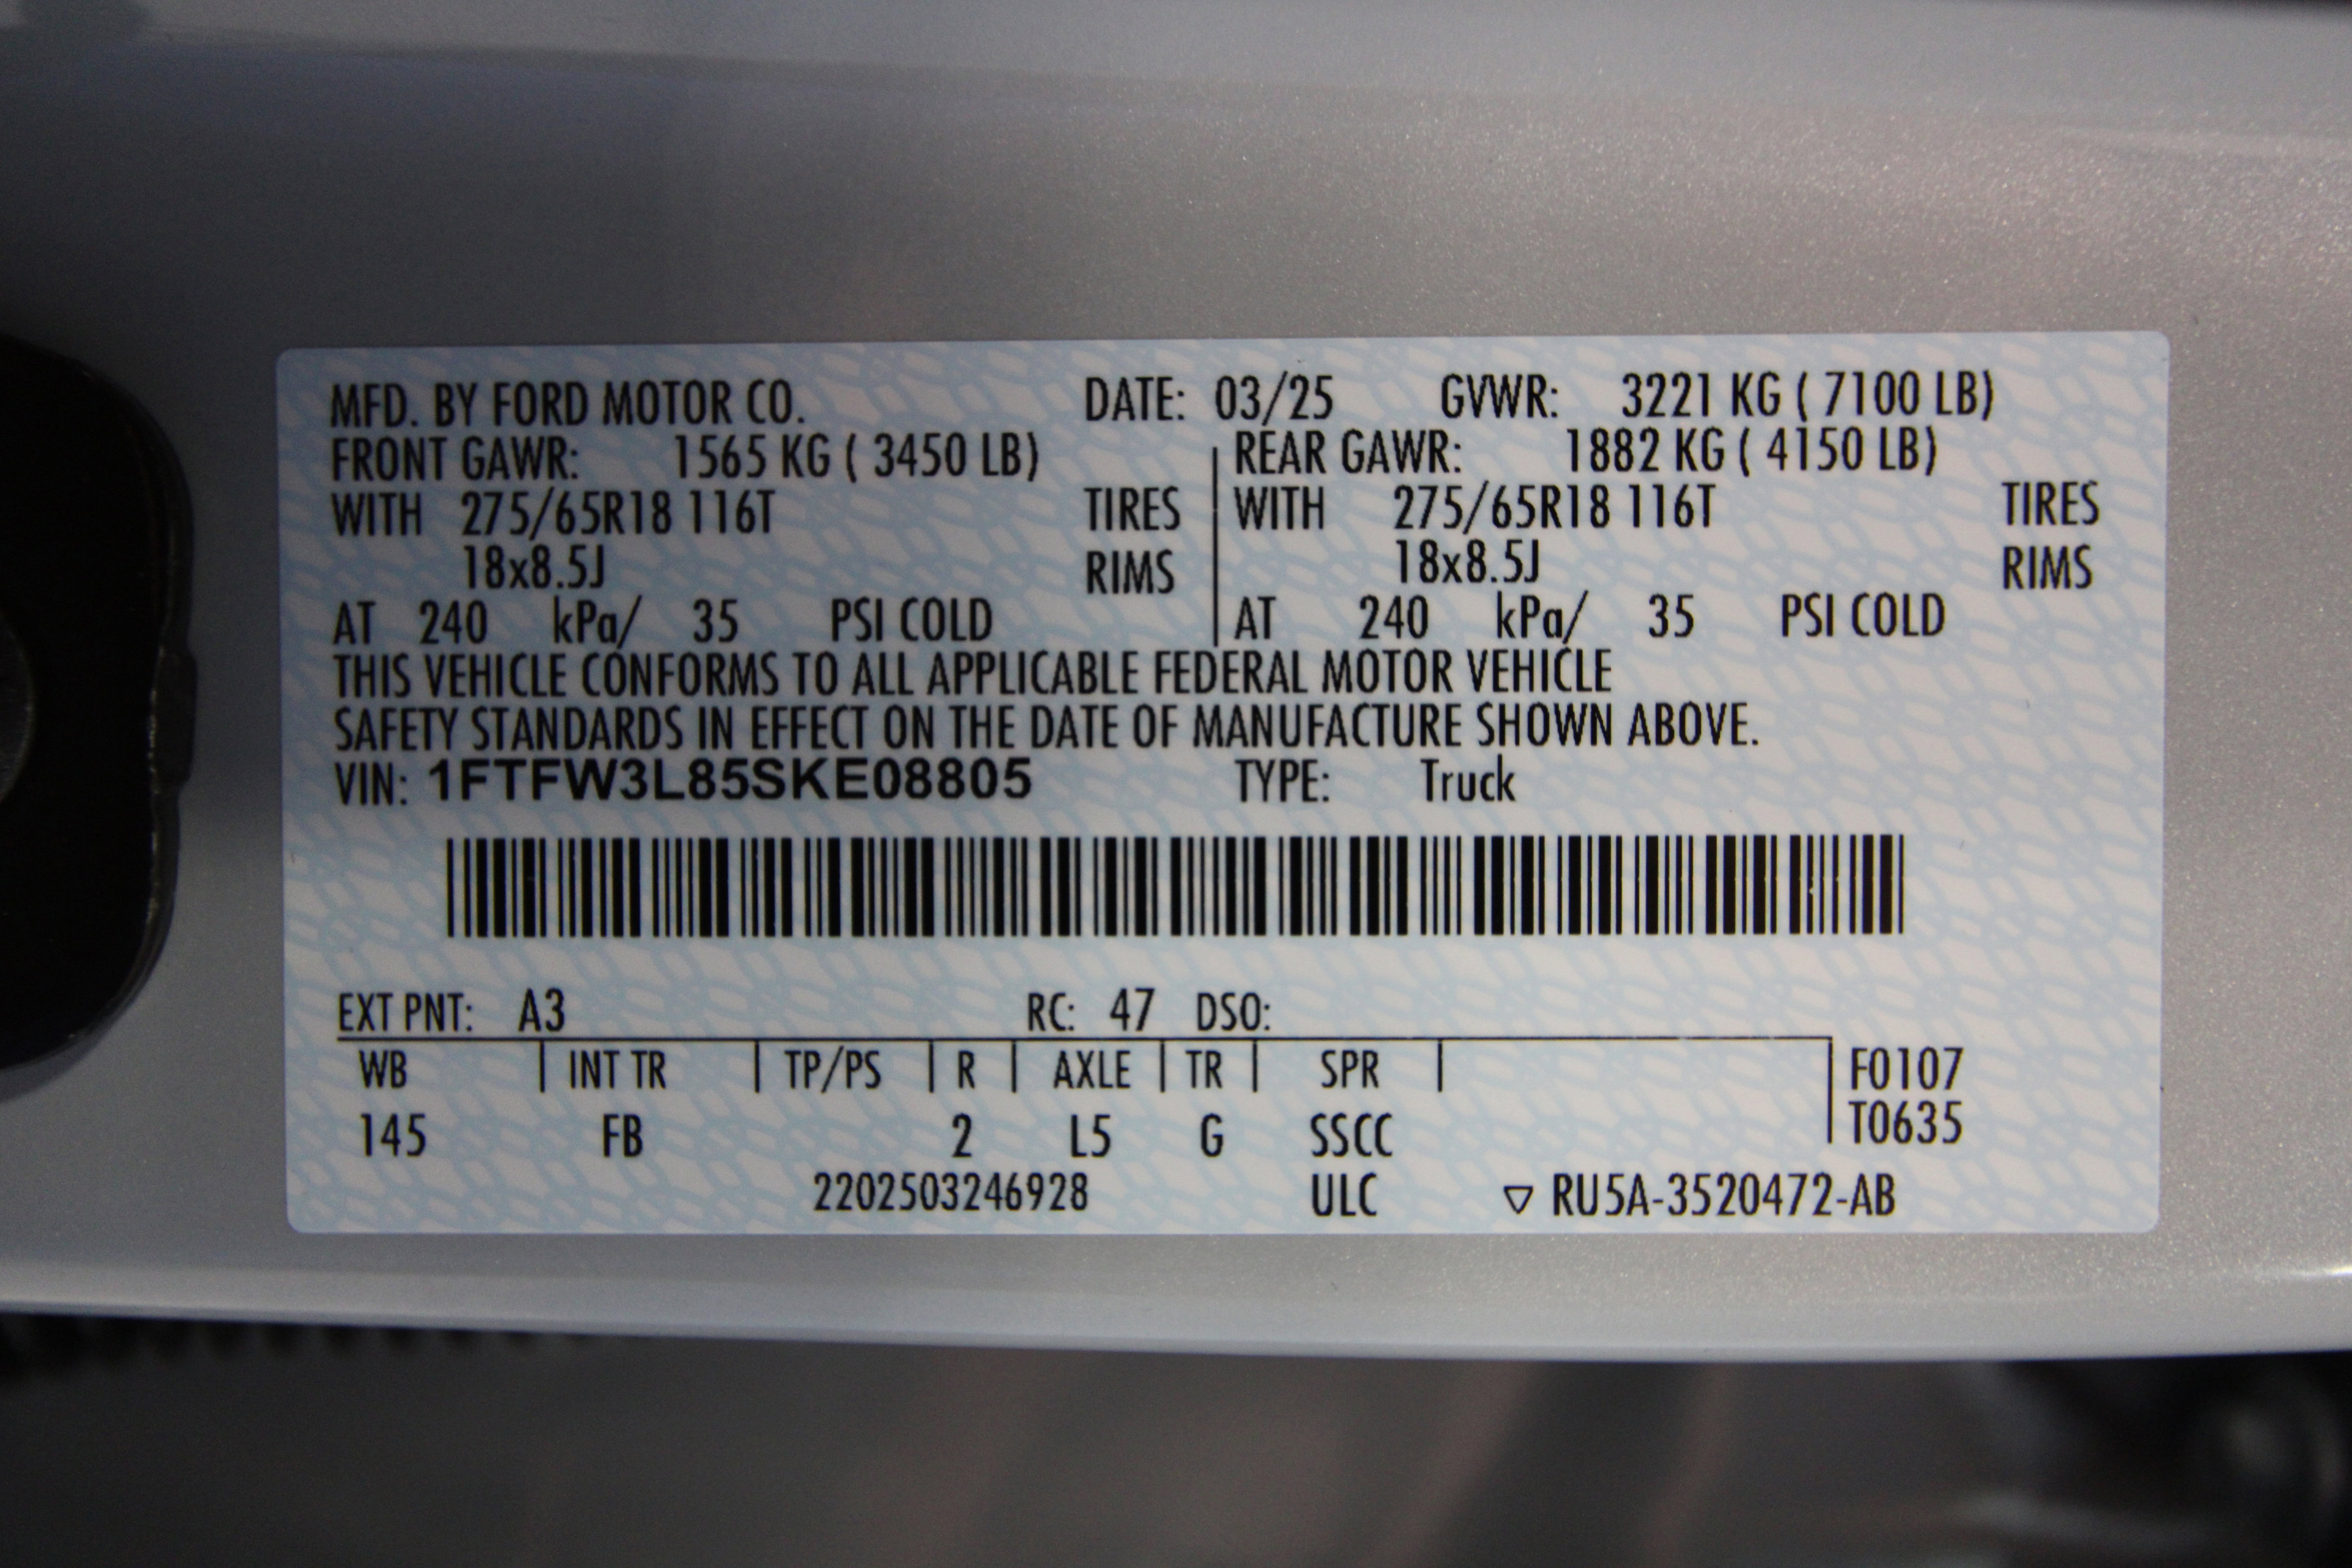 MFD. BY FORD MOTOR CO. DATE: 03/25 GVWR: 3221 KG ( 7100 LB)
FRONT GAWR: 1565 KG ( 3450 LB) REAR GAWR: 1882 KG ( 4150 LB)
WITH 275/65R18 116T TIRES WITH 275/65R18 116T TIRES
18x8.5J RIMS 18x8.5J RIMS
AT 240 kPa/ 35 PSI COLD AT 240 kPa/ 35 PSI COLD
THIS VEHICLE CONFORMS TO ALL APPLICABLE FEDERAL MOTOR VEHICLE
SAFETY STANDARDS IN EFFECT ON THE DATE OF MANUFACTURE SHOWN ABOVE.
VIN: 1FTFW3L85SKE08805 TYPE: Truck
EXT PNT: A3 RC: 47 DSO:
WB INT TR TP/PS R AXLE TR SPR F0107
145 FB 2 L5 G SSCC T0635
2202503246928 ULC ▽ RU5A-3520472-AB